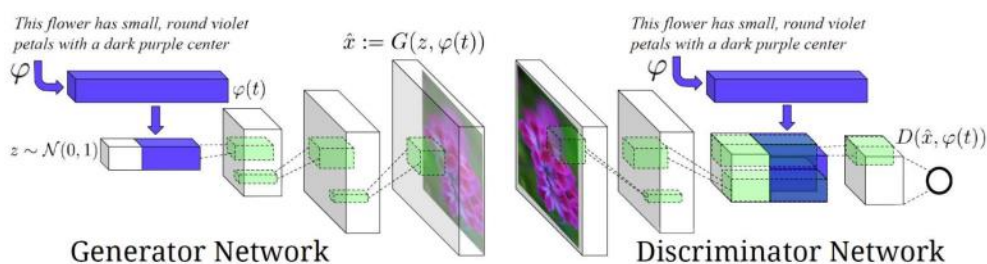 This flower has small, round violet
petals with a dark purple center
φ
φ(t)
z ∼ 𝒩(0, 1)
x̂ := G(z, φ(t))
Generator Network
This flower has small, round violet
petals with a dark purple center
φ
D(x̂, φ(t))
Discriminator Network